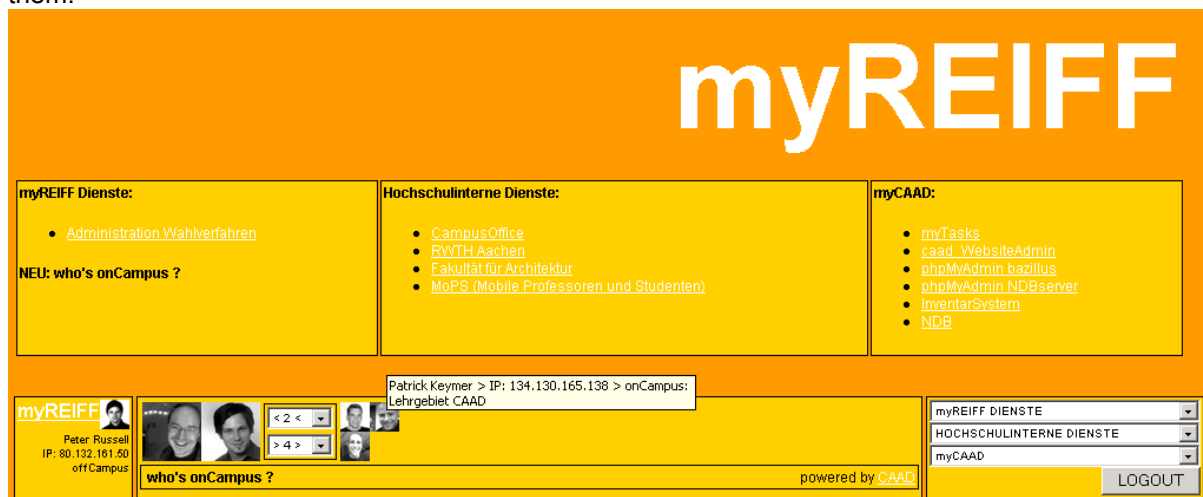 them.
myREIFF
myREIFF Dienste:
Administration Wahlverfahren
NEU: who's onCampus ?
Hochschulinterne Dienste:
CampusOffice
RWTH Aachen
Fakultät für Architektur
MoPS (Mobile Professoren und Studenten)
myCAAD:
myTasks
caad_WebsiteAdmin
phpMyAdmin bazillus
phpMyAdmin NDBserver
InventarSystem
NDB
Patrick Keymer > IP: 134.130.165.138 > onCampus:
Lehrgebiet CAAD
myREIFF
Peter Russell
IP: 80.132.161.50
offCampus
< 2 <
> 4 >
who's onCampus ?
powered by CAAD
myREIFF DIENSTE
HOCHSCHULINTERNE DIENSTE
myCAAD
LOGOUT